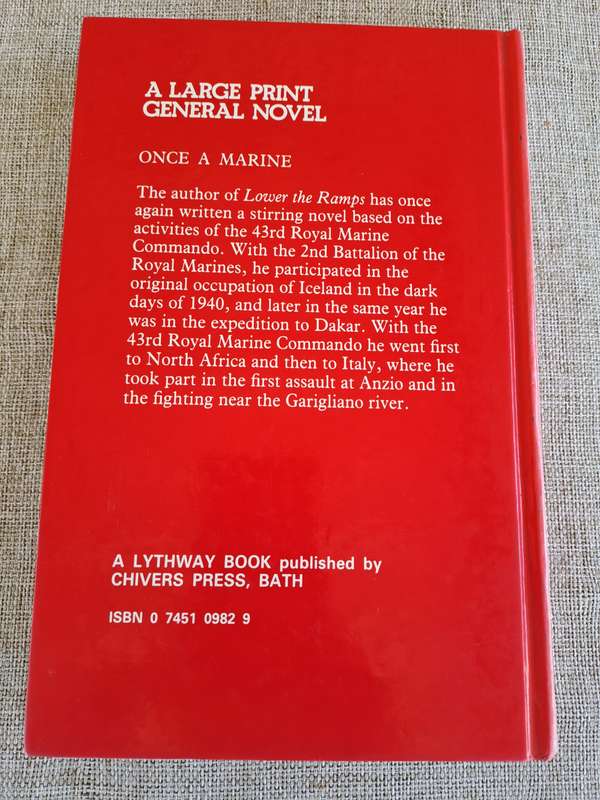 A LARGE PRINT
GENERAL NOVEL
ONCE A MARINE
The author of Lower the Ramps has once
again written a stirring novel based on the
activities of the 43rd Royal Marine
Commando. With the 2nd Battalion of the
Royal Marines, he participated in the
original occupation of Iceland in the dark
days of 1940, and later in the same year he
was in the expedition to Dakar. With the
43rd Royal Marine Commando he went first
to North Africa and then to Italy, where he
took part in the first assault at Anzio and in
the fighting near the Garigliano river.
A LYTHWAY BOOK published by
CHIVERS PRESS, BATH
ISBN 0 7451 0982 9